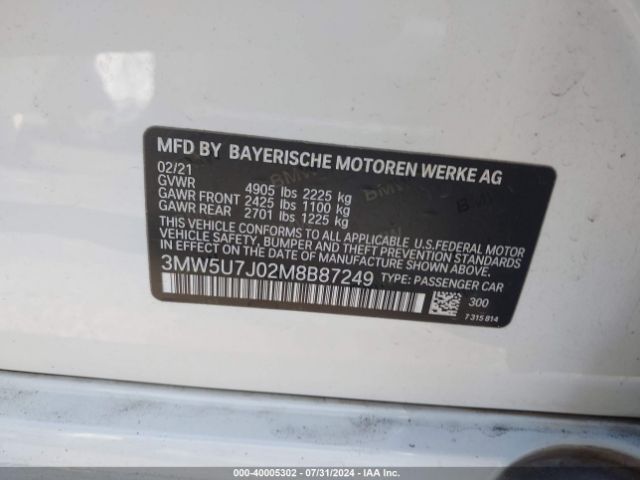 MFD BY BAYERISCHE MOTOREN WERKE AG
02/21
GVWR 4905 lbs 2225 kg
GAWR FRONT 2425 lbs 1100 kg
GAWR REAR 2701 lbs 1225 kg
THIS VEHICLE CONFORMS TO ALL APPLICABLE U.S.FEDERAL MOTOR
VEHICLE SAFETY, BUMPER AND THEFT PREVENTION STANDARDS IN
EFFECT ON THE DATE OF MANUFACTURE SHOWN ABOVE.
3MW5U7J02M8B87249 TYPE: PASSENGER CAR
300
7 315 814
000-40005302 - 07/31/2024 - IAA Inc.